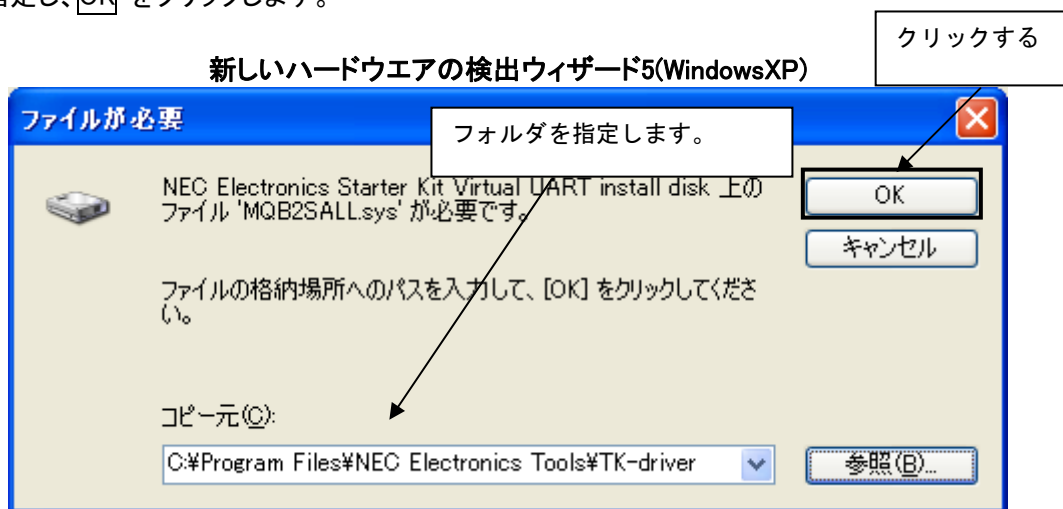 指定し、OK をクリックします。
クリックする
新しいハードウエアの検出ウィザード5(WindowsXP)
ファイルが必要
フォルダを指定します。
NEC Electronics Starter Kit Virtual UART install disk 上の
ファイル 'MQB2SALL.sys' が必要です。
OK
キャンセル
ファイルの格納場所へのパスを入力して、[OK] をクリックしてくださ
い。
コピー元(C):
C:¥Program Files¥NEC Electronics Tools¥TK-driver
参照(B)...